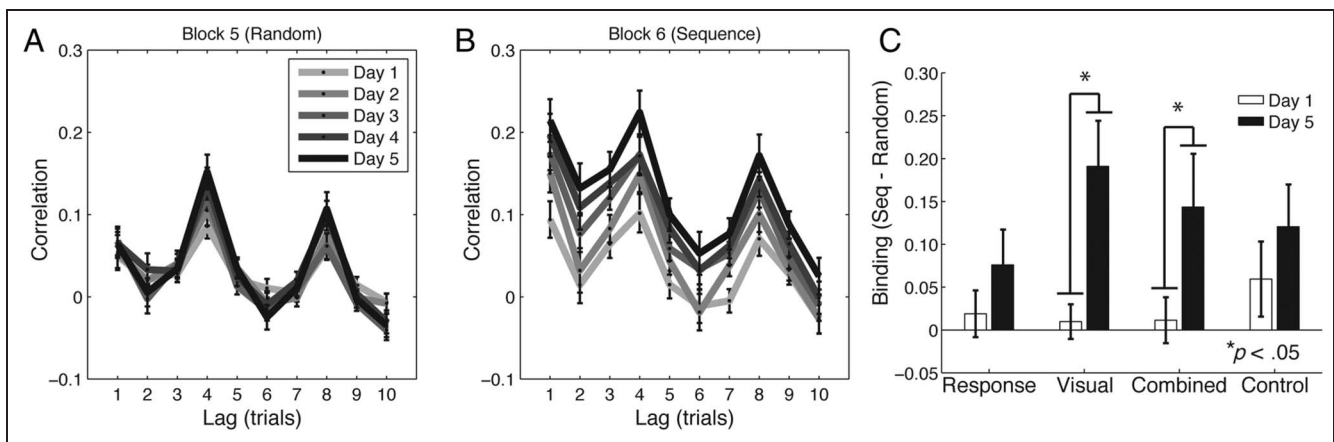 A
Block 5 (Random)
0.3
0.2
0.1
0
−0.1
Correlation
Day 1
Day 2
Day 3
Day 4
Day 5
1 2 3 4 5 6 7 8 9 10
Lag (trials)
B
Block 6 (Sequence)
0.3
0.2
0.1
0
−0.1
Correlation
1 2 3 4 5 6 7 8 9 10
Lag (trials)
C
0.30
0.25
0.20
0.15
0.10
0.05
0
−0.05
Binding (Seq - Random)
*
*
Day 1
Day 5
*p < .05
Response Visual Combined Control